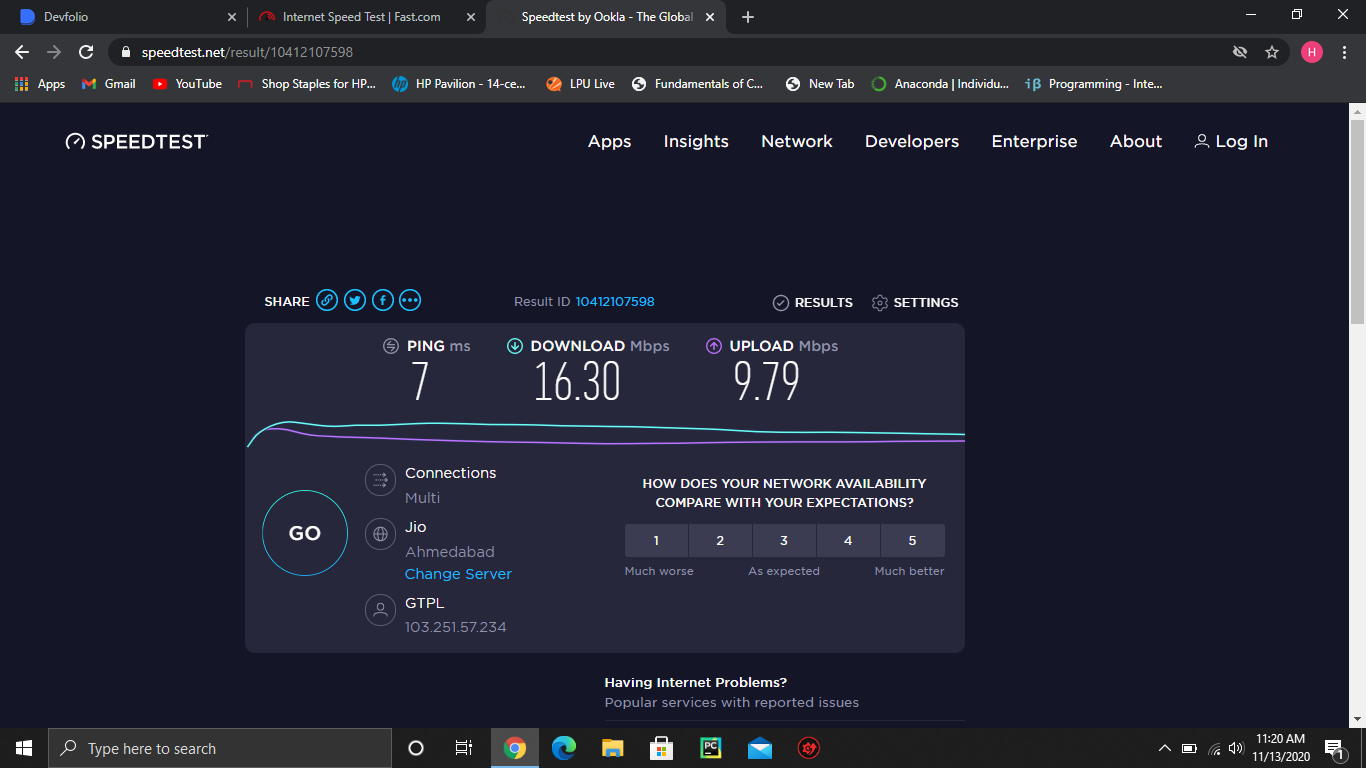 Devfolio
Internet Speed Test | Fast.com
Speedtest by Ookla - The Global
speedtest.net/result/10412107598
H
Apps
Gmail
YouTube
Shop Staples for HP...
HP Pavilion - 14-ce...
LPU Live
Fundamentals of C...
New Tab
Anaconda | Individu...
Programming - Inte...
SPEEDTEST
Apps
Insights
Network
Developers
Enterprise
About
Log In
SHARE
Result ID 10412107598
RESULTS
SETTINGS
PING ms
7
DOWNLOAD Mbps
16.30
UPLOAD Mbps
9.79
GO
Connections
Multi
Jio
Ahmedabad
Change Server
GTPL
103.251.57.234
HOW DOES YOUR NETWORK AVAILABILITY
COMPARE WITH YOUR EXPECTATIONS?
1 2 3 4 5
Much worse As expected Much better
Having Internet Problems?
Popular services with reported issues
Type here to search
PC
11:20 AM
11/13/2020
1